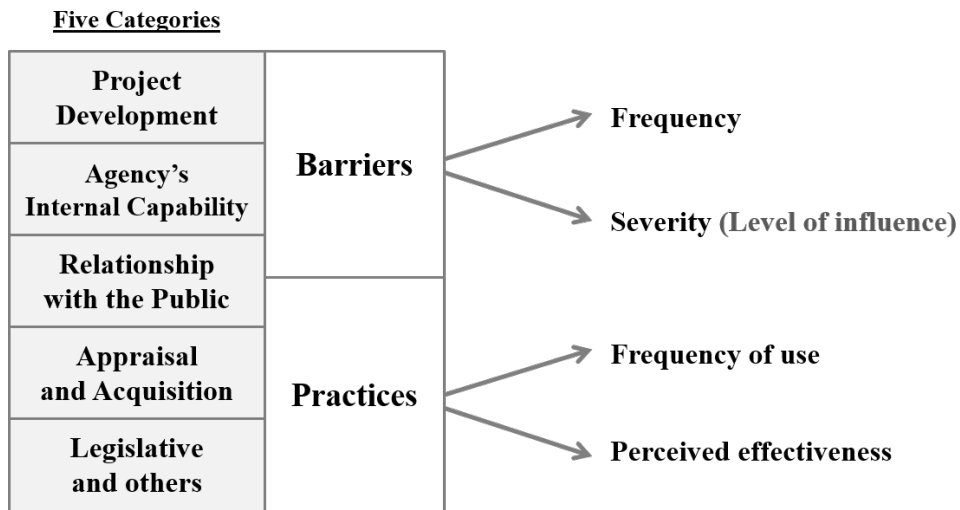 Five Categories
Project
Development
Agency’s
Internal Capability
Relationship
with the Public
Appraisal
and Acquisition
Legislative
and others
Barriers
Practices
Frequency
Severity (Level of influence)
Frequency of use
Perceived effectiveness